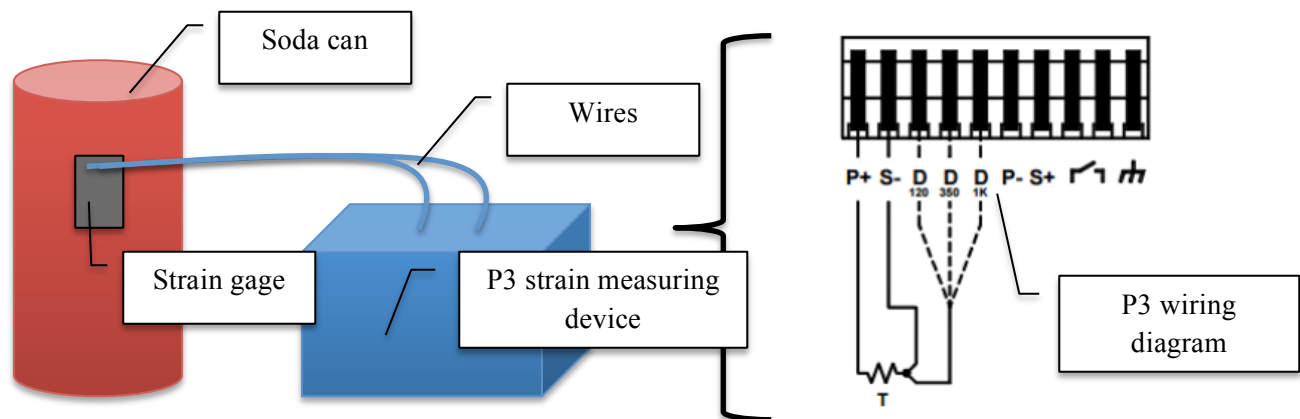 Soda can
Wires
Strain gage
P3 strain measuring
device
P+ S- D D D P- S+
120 350 1K
T
P3 wiring
diagram